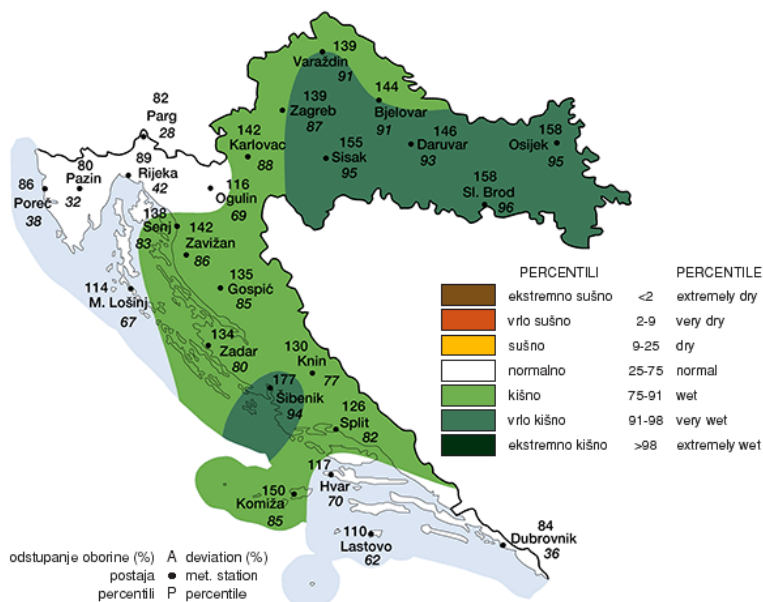 139
Varaždin
91
144
Bjelovar
91
139
Zagreb
87
82
Parg
28
142
Karlovac
88
155
Sisak
95
146
Daruvar
93
158
Osijek
95
158
Sl. Brod
96
89
Rijeka
42
80
Pazin
32
86
Poreč
38
116
Ogulin
69
138
Senj
83
142
Zavižan
86
135
Gospić
85
114
M. Lošinj
67
134
Zadar
80
130
Knin
77
177
Šibenik
94
126
Split
82
117
Hvar
70
150
Komiža
85
110
Lastovo
62
84
Dubrovnik
36
PERCENTILI PERCENTILE
ekstremno sušno <2 extremely dry
vrlo sušno 2-9 very dry
sušno 9-25 dry
normalno 25-75 normal
kišno 75-91 wet
vrlo kišno 91-98 very wet
ekstremno kišno >98 extremely wet
odstupanje oborine (%) A deviation (%)
postaja met. station
percentili P percentile